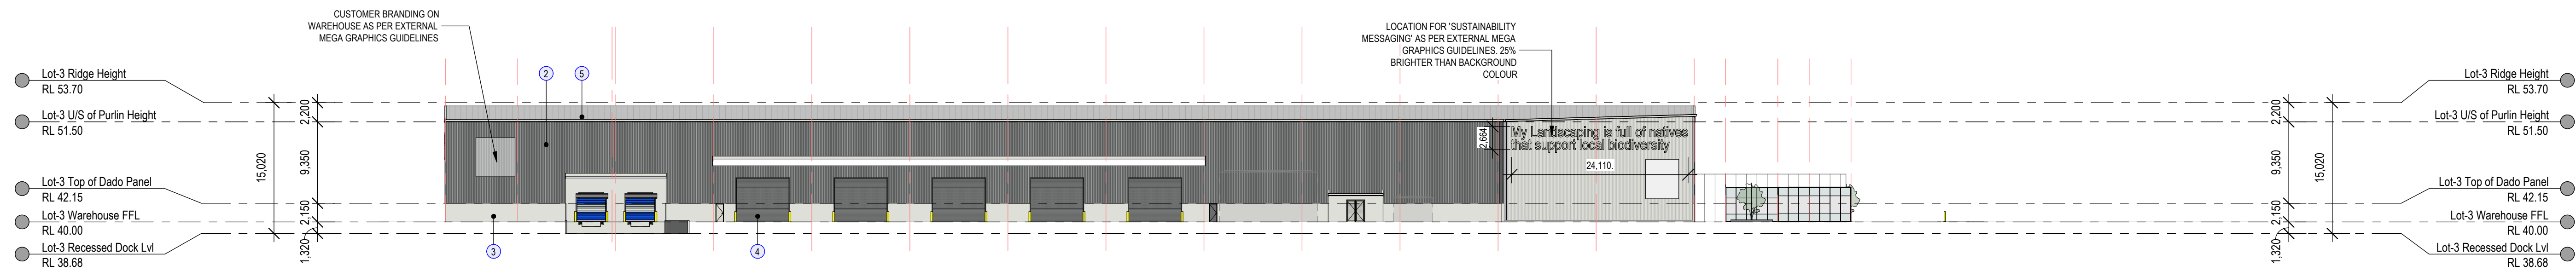 CUSTOMER BRANDING ON
WAREHOUSE AS PER EXTERNAL
MEGA GRAPHICS GUIDELINES
LOCATION FOR 'SUSTAINABILITY
MESSAGING' AS PER EXTERNAL MEGA
GRAPHICS GUIDELINES. 25%
BRIGHTER THAN BACKGROUND
COLOUR
Lot-3 Ridge Height
RL 53.70
Lot-3 U/S of Purlin Height
RL 51.50
Lot-3 Top of Dado Panel
RL 42.15
Lot-3 Warehouse FFL
RL 40.00
Lot-3 Recessed Dock Lvl
RL 38.68
15,020
2,200
9,350
2,150
1,320
2
5
3
4
2,664
My Landscaping is full of natives
that support local biodiversity
24,110.
2,200
9,350
2,150
1,320
15,020
Lot-3 Ridge Height
RL 53.70
Lot-3 U/S of Purlin Height
RL 51.50
Lot-3 Top of Dado Panel
RL 42.15
Lot-3 Warehouse FFL
RL 40.00
Lot-3 Recessed Dock Lvl
RL 38.68